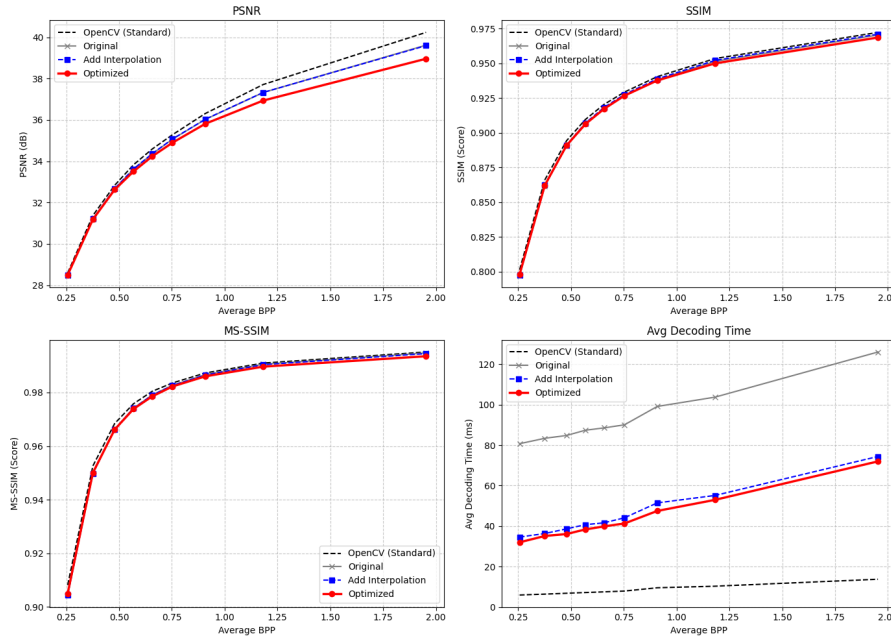 PSNR
OpenCV (Standard)
Original
Add Interpolation
Optimized
PSNR (dB)
40
38
36
34
32
30
28
0.25 0.50 0.75 1.00 1.25 1.50 1.75 2.00
Average BPP
SSIM
OpenCV (Standard)
Original
Add Interpolation
Optimized
SSIM (Score)
0.975
0.950
0.925
0.900
0.875
0.850
0.825
0.800
0.25 0.50 0.75 1.00 1.25 1.50 1.75 2.00
Average BPP
MS-SSIM
MS-SSIM (Score)
0.98
0.96
0.94
0.92
0.90
OpenCV (Standard)
Original
Add Interpolation
Optimized
0.25 0.50 0.75 1.00 1.25 1.50 1.75 2.00
Average BPP
Avg Decoding Time
OpenCV (Standard)
Original
Add Interpolation
Optimized
Avg Decoding Time (ms)
120
100
80
60
40
20
0
0.25 0.50 0.75 1.00 1.25 1.50 1.75 2.00
Average BPP